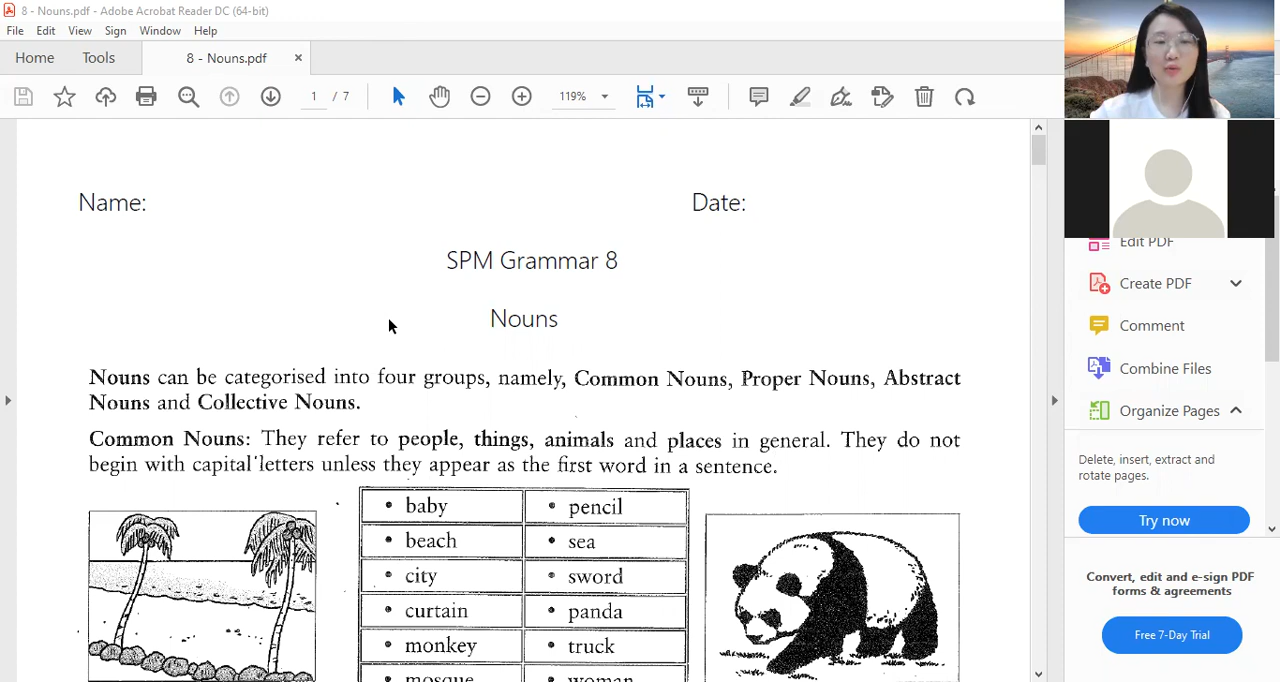 8 - Nouns.pdf - Adobe Acrobat Reader DC (64-bit)
File Edit View Sign Window Help
Home Tools 8 - Nouns.pdf ×
1 / 7 119%
Name: Date:
SPM Grammar 8
Nouns
Nouns can be categorised into four groups, namely, Common Nouns, Proper Nouns, Abstract
Nouns and Collective Nouns.
Common Nouns: They refer to people, things, animals and places in general. They do not
begin with capital letters unless they appear as the first word in a sentence.
• baby • pencil
• beach • sea
• city • sword
• curtain • panda
• monkey • truck
mosque woman
Edit PDF
Create PDF
Comment
Combine Files
Organize Pages
Delete, insert, extract and
rotate pages.
Try now
Convert, edit and e-sign PDF
forms & agreements
Free 7-Day Trial